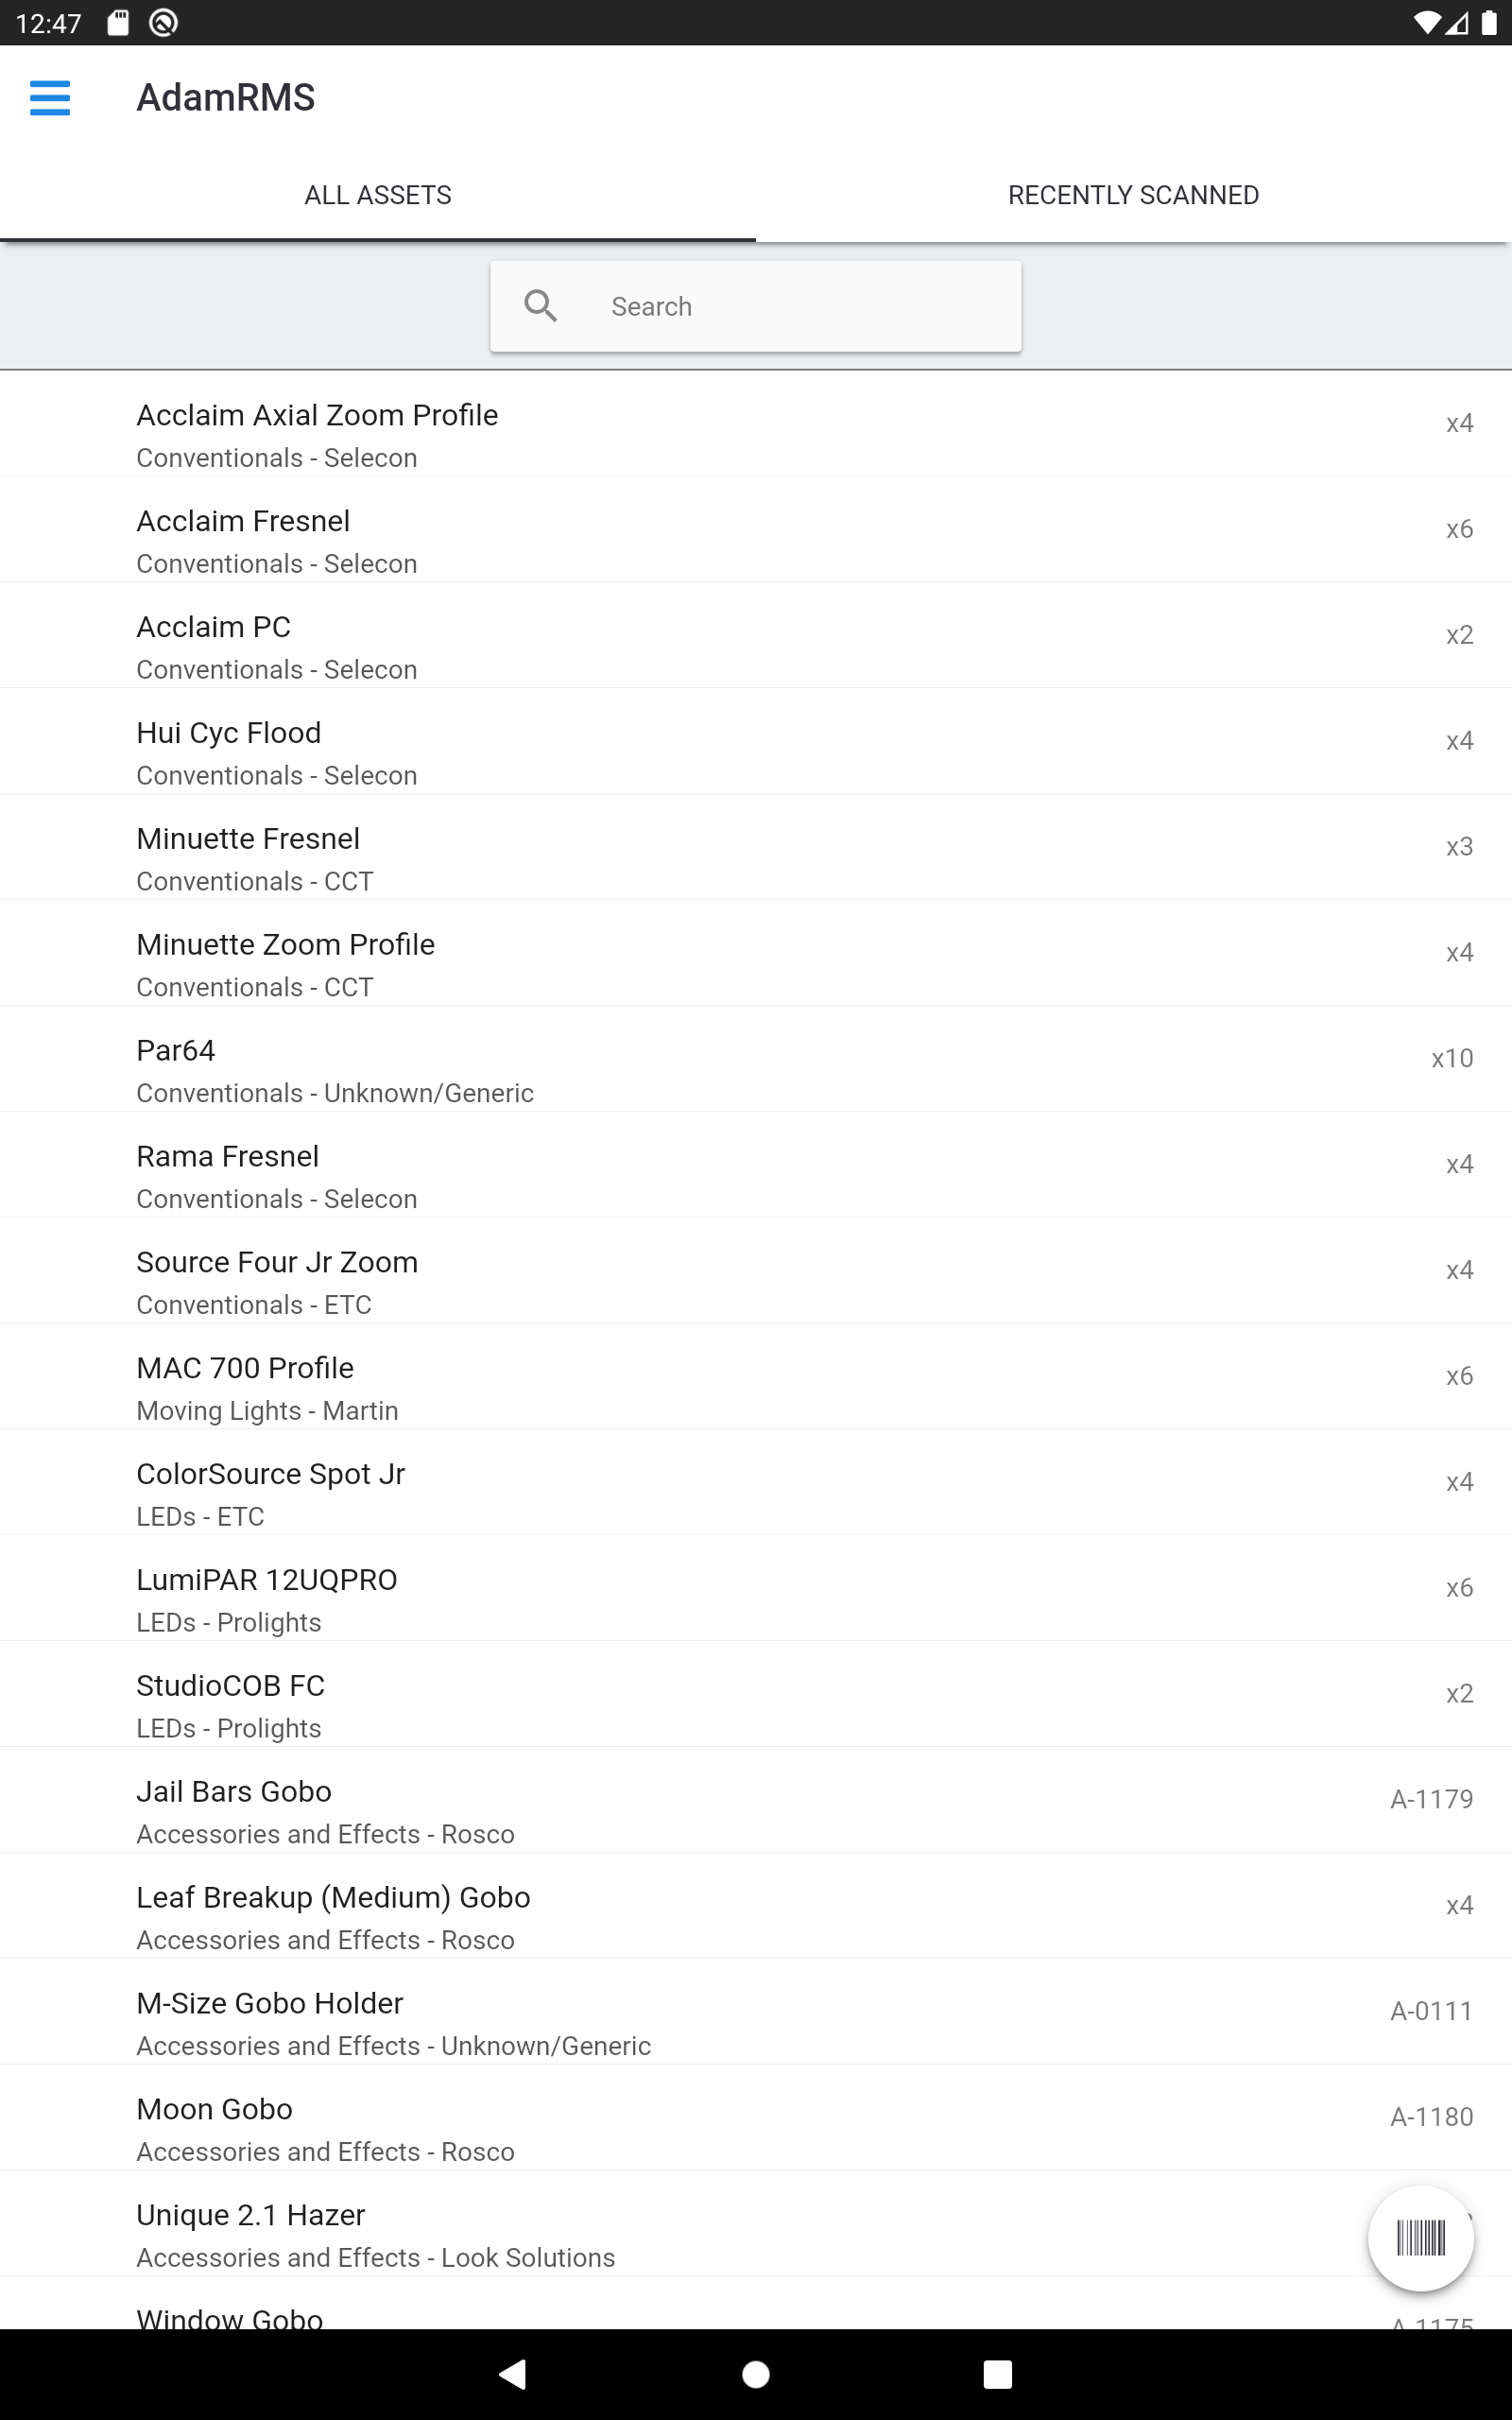 12:47
AdamRMS
ALL ASSETS
RECENTLY SCANNED
Search
Acclaim Axial Zoom Profile
x4
Conventionals - Selecon
Acclaim Fresnel
x6
Conventionals - Selecon
Acclaim PC
x2
Conventionals - Selecon
Hui Cyc Flood
x4
Conventionals - Selecon
Minuette Fresnel
x3
Conventionals - CCT
Minuette Zoom Profile
x4
Conventionals - CCT
Par64
x10
Conventionals - Unknown/Generic
Rama Fresnel
x4
Conventionals - Selecon
Source Four Jr Zoom
x4
Conventionals - ETC
MAC 700 Profile
x6
Moving Lights - Martin
ColorSource Spot Jr
x4
LEDs - ETC
LumiPAR 12UQPRO
x6
LEDs - Prolights
StudioCOB FC
x2
LEDs - Prolights
Jail Bars Gobo
A-1179
Accessories and Effects - Rosco
Leaf Breakup (Medium) Gobo
x4
Accessories and Effects - Rosco
M-Size Gobo Holder
A-0111
Accessories and Effects - Unknown/Generic
Moon Gobo
A-1180
Accessories and Effects - Rosco
Unique 2.1 Hazer
Accessories and Effects - Look Solutions
Window Gobo
A-1175